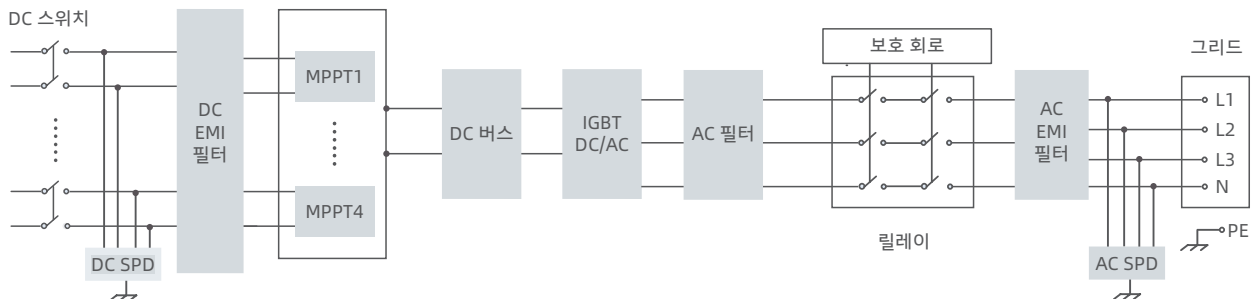 DC 스위치
DC
EMI
필터
MPPT1
MPPT4
DC SPD
DC 버스
IGBT
DC/AC
AC 필터
보호 회로
릴레이
AC
EMI
필터
그리드
L1
L2
L3
N
PE
AC SPD